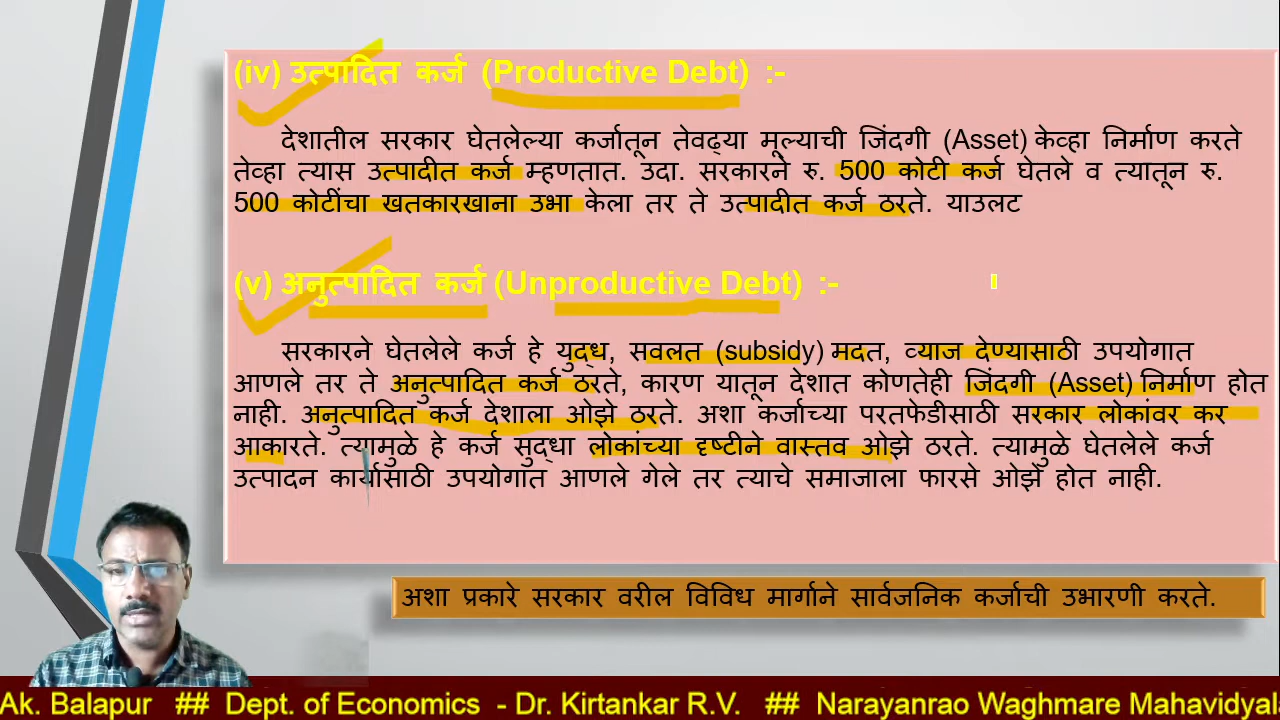 (iv) उत्पादित कर्ज (Productive Debt) :-
देशातील सरकार घेतलेल्या कर्जातून तेवढ्या मूल्याची जिंदगी (Asset) केव्हा निर्माण करते
तेव्हा त्यास उत्पादीत कर्ज म्हणतात. उदा. सरकारने रु. 500 कोटी कर्ज घेतले व त्यातून रु.
500 कोटींचा खतकारखाना उभा केला तर ते उत्पादीत कर्ज ठरते. याउलट
(v) अनुत्पादित कर्ज (Unproductive Debt) :-
सरकारने घेतलेले कर्ज हे युद्ध, सवलत (subsidy) मदत, व्याज देण्यासाठी उपयोगात
आणले तर ते अनुत्पादित कर्ज ठरते, कारण यातून देशात कोणतेही जिंदगी (Asset) निर्माण होत
नाही. अनुत्पादित कर्ज देशाला ओझे ठरते. अशा कर्जाच्या परतफेडीसाठी सरकार लोकांवर कर
आकारते. त्यामुळे हे कर्ज सुद्धा लोकांच्या दृष्टीने वास्तव ओझे ठरते. त्यामुळे घेतलेले कर्ज
उत्पादन कार्यासाठी उपयोगात आणले गेले तर त्याचे समाजाला फारसे ओझे होत नाही.
अशा प्रकारे सरकार वरील विविध मार्गाने सार्वजनिक कर्जाची उभारणी करते.
Ak. Balapur ## Dept. of Economics - Dr. Kirtankar R.V. ## Narayanrao Waghmare Mahavidyal